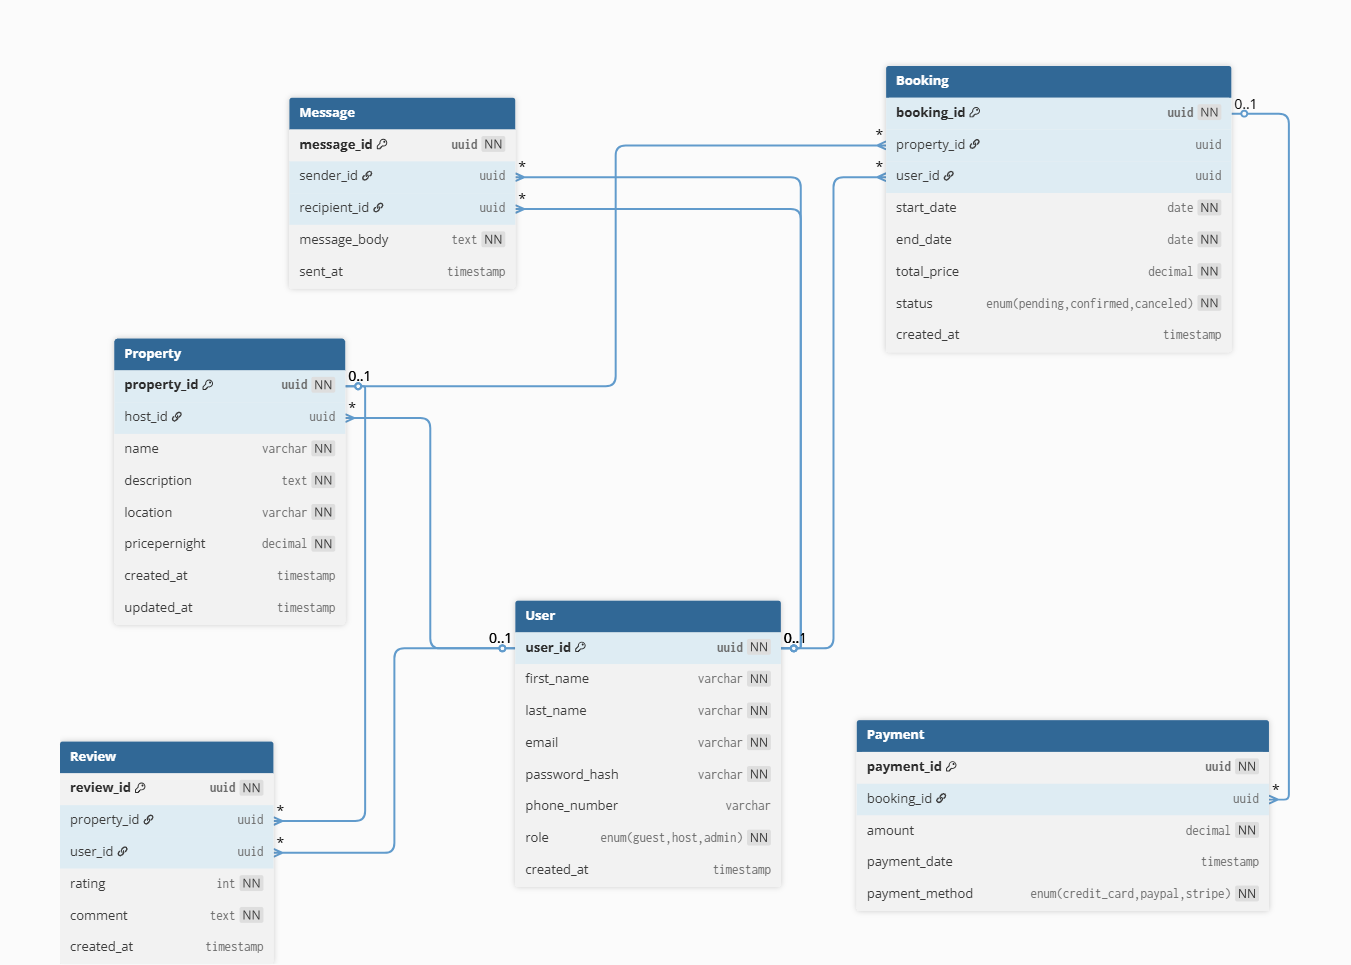 Message
message_id uuid NN
sender_id uuid
recipient_id uuid
message_body text NN
sent_at timestamp
*
*
Booking
booking_id uuid NN
property_id uuid
user_id uuid
start_date date NN
end_date date NN
total_price decimal NN
status enum(pending,confirmed,canceled) NN
created_at timestamp
0..1
*
*
Property
property_id uuid NN
host_id uuid
name varchar NN
description text NN
location varchar NN
pricepernight decimal NN
created_at timestamp
updated_at timestamp
0..1
*
User
user_id uuid NN
first_name varchar NN
last_name varchar NN
email varchar NN
password_hash varchar NN
phone_number varchar
role enum(guest,host,admin) NN
created_at timestamp
0..1
0..1
Review
review_id uuid NN
property_id uuid
user_id uuid
rating int NN
comment text NN
created_at timestamp
*
*
Payment
payment_id uuid NN
booking_id uuid
amount decimal NN
payment_date timestamp
payment_method enum(credit_card,paypal,stripe) NN
*